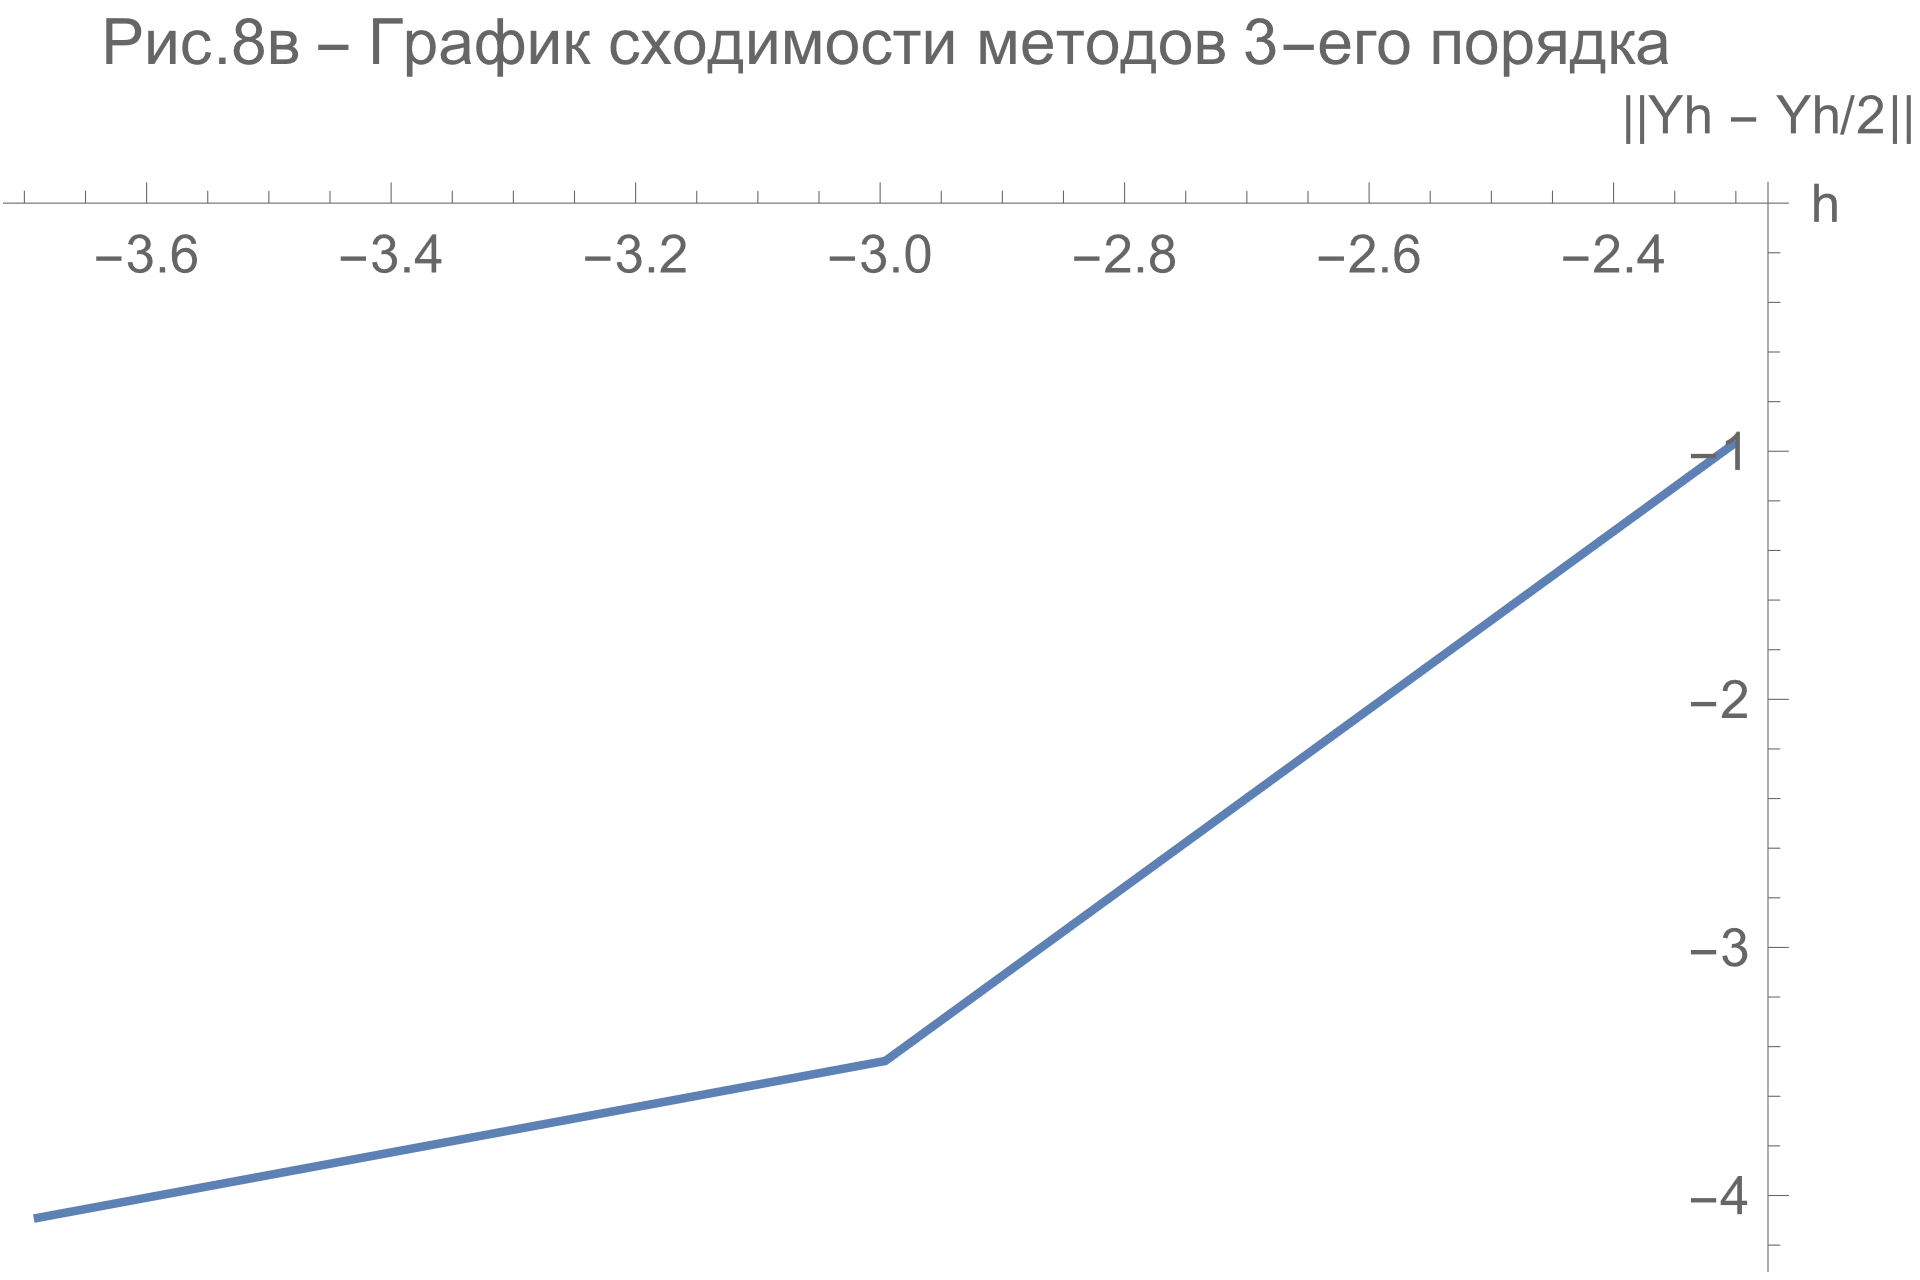 Рис.8в – График сходимости методов 3–его порядка
||Yh – Yh/2||
h
–3.6 –3.4 –3.2 –3.0 –2.8 –2.6 –2.4
–1
–2
–3
–4